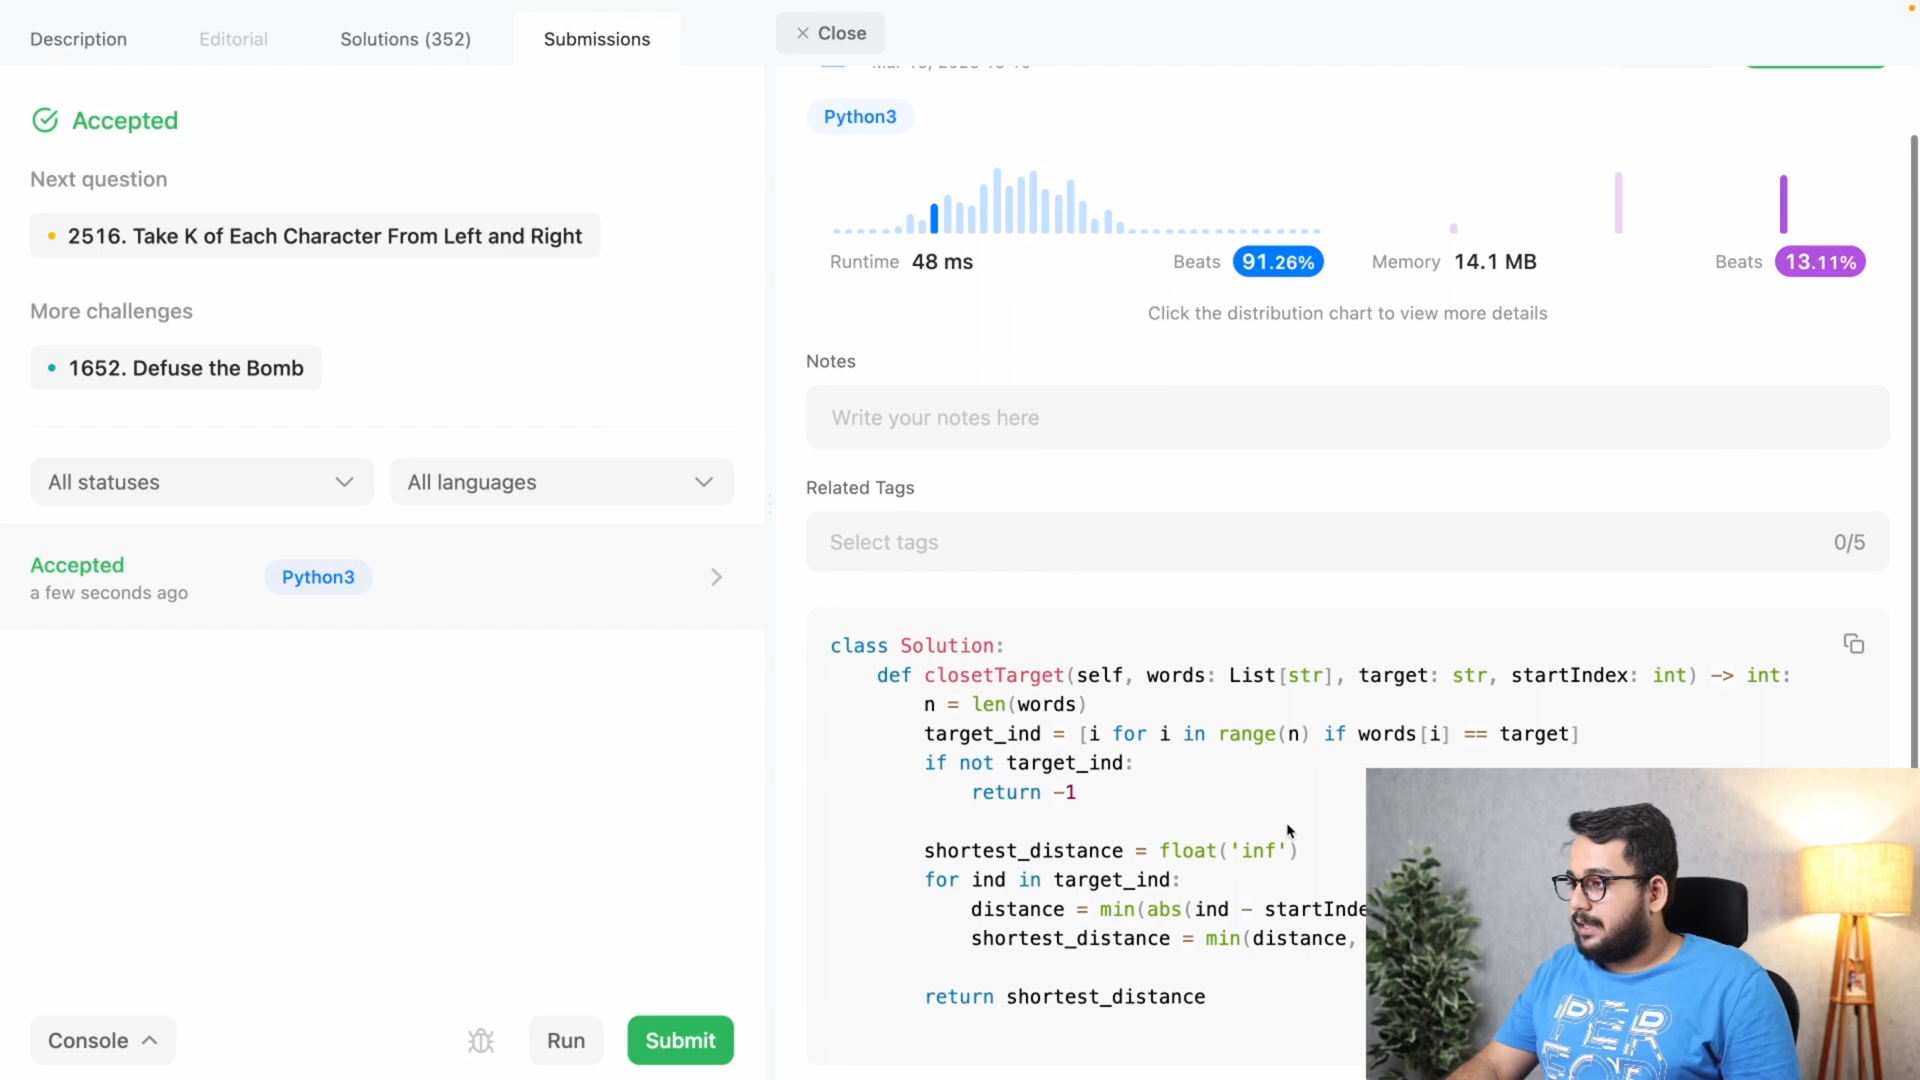 Description
Editorial
Solutions (352)
Submissions
Close
Accepted
Next question
2516. Take K of Each Character From Left and Right
More challenges
1652. Defuse the Bomb
All statuses
All languages
Accepted
a few seconds ago
Python3
Console
Run
Submit
Python3
Runtime 48 ms
Beats 91.26%
Memory 14.1 MB
Beats 13.11%
Click the distribution chart to view more details
Notes
Write your notes here
Related Tags
Select tags
0/5
class Solution:
def closetTarget(self, words: List[str], target: str, startIndex: int) -> int:
n = len(words)
target_ind = [i for i in range(n) if words[i] == target]
if not target_ind:
return -1
shortest_distance = float('inf')
for ind in target_ind:
distance = min(abs(ind - startInde
shortest_distance = min(distance,
return shortest_distance